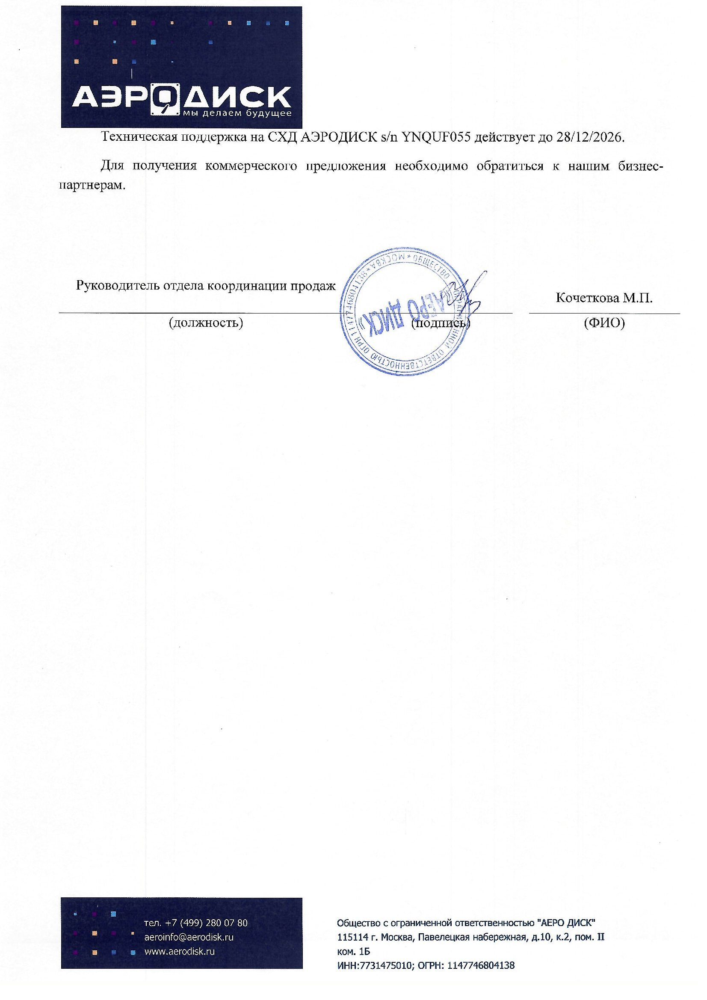 АЭРОДИСК
мы делаем будущее
Техническая поддержка на СХД АЭРОДИСК s/n YNQUF055 действует до 28/12/2026.
Для получения коммерческого предложения необходимо обратиться к нашим бизнес-
партнерам.
Руководитель отдела координации продаж
Кочеткова М.П.
(должность)
(подпись)
(ФИО)
* МОСКВА * ОБЩЕСТВО С ОГРАНИЧЕННОЙ ОТВЕТСТВЕННОСТЬЮ ОГРН 1147746804138
«АЕРО ДИСК»
тел. +7 (499) 280 07 80
aeroinfo@aerodisk.ru
www.aerodisk.ru
Общество с ограниченной ответственностью "АЕРО ДИСК"
115114 г. Москва, Павелецкая набережная, д.10, к.2, пом. II
ком. 1Б
ИНН:7731475010; ОГРН: 1147746804138